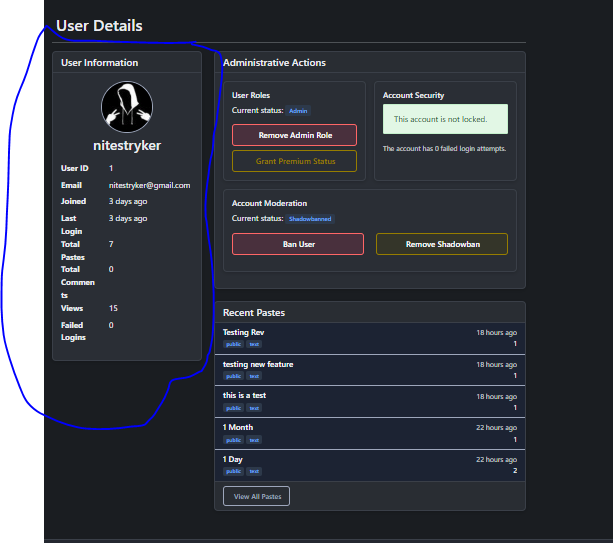 User Details
User Information
nitestryker
User ID 1
Email nitestryker@gmail.com
Joined 3 days ago
Last 3 days ago
Login
Total 7
Pastes
Total 0
Commen
ts
Views 15
Failed 0
Logins
Administrative Actions
User Roles
Current status: Admin
Remove Admin Role
Grant Premium Status
Account Security
This account is not locked.
The account has 0 failed login attempts.
Account Moderation
Current status: Shadowbanned
Ban User Remove Shadowban
Recent Pastes
Testing Rev 18 hours ago
public text 1
testing new feature 18 hours ago
public text 1
this is a test 18 hours ago
public text 1
1 Month 22 hours ago
public text 1
1 Day 22 hours ago
public text 2
View All Pastes